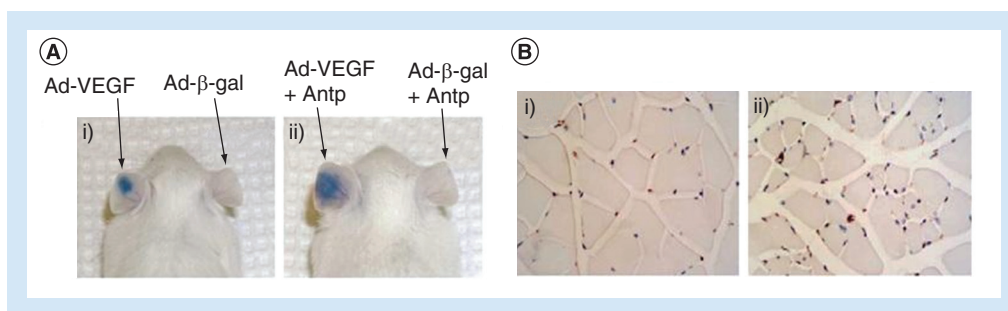 A
B
Ad-VEGF
Ad-β-gal
Ad-VEGF
+ Antp
Ad-β-gal
+ Antp
i)
ii)
i)
ii)